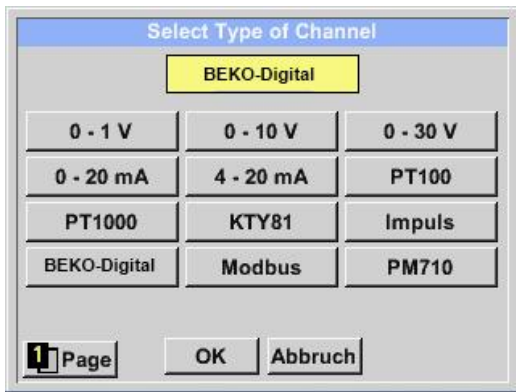 Select Type of Channel
BEKO-Digital
0 - 1 V 0 - 10 V 0 - 30 V
0 - 20 mA 4 - 20 mA PT100
PT1000 KTY81 Impuls
BEKO-Digital Modbus PM710
1 Page OK Abbruch